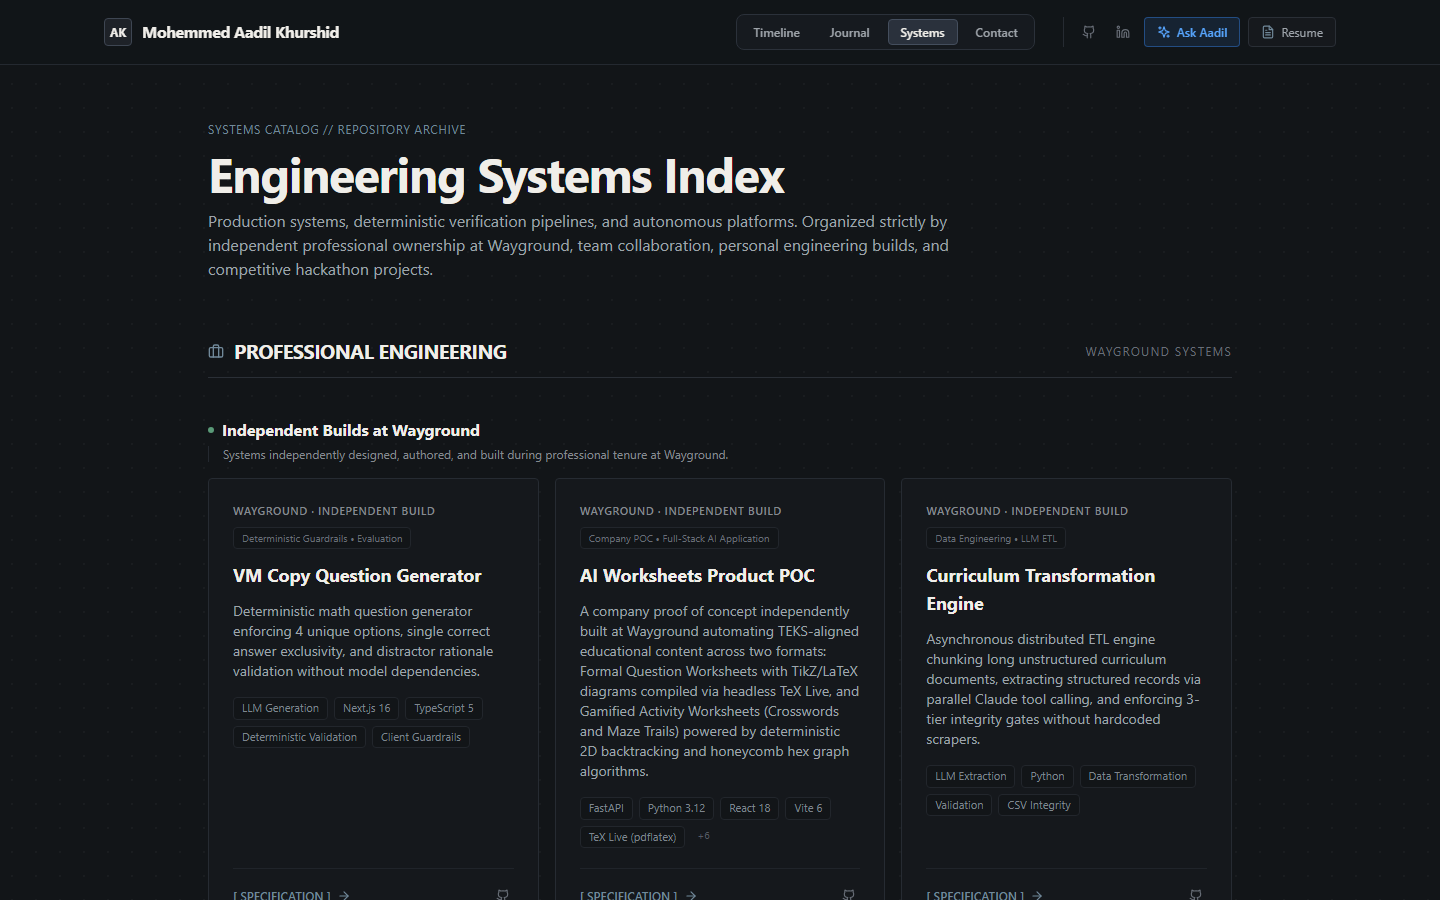 AK Mohemmed Aadil Khurshid
Timeline Journal Systems Contact
Ask Aadil Resume
SYSTEMS CATALOG // REPOSITORY ARCHIVE
Engineering Systems Index
Production systems, deterministic verification pipelines, and autonomous platforms. Organized strictly by
independent professional ownership at Wayground, team collaboration, personal engineering builds, and
competitive hackathon projects.
PROFESSIONAL ENGINEERING
WAYGROUND SYSTEMS
Independent Builds at Wayground
Systems independently designed, authored, and built during professional tenure at Wayground.
WAYGROUND · INDEPENDENT BUILD
Deterministic Guardrails • Evaluation
VM Copy Question Generator
Deterministic math question generator
enforcing 4 unique options, single correct
answer exclusivity, and distractor rationale
validation without model dependencies.
LLM Generation Next.js 16 TypeScript 5
Deterministic Validation Client Guardrails
[ SPECIFICATION ] →
WAYGROUND · INDEPENDENT BUILD
Company POC • Full-Stack AI Application
AI Worksheets Product POC
A company proof of concept independently
built at Wayground automating TEKS-aligned
educational content across two formats:
Formal Question Worksheets with TikZ/LaTeX
diagrams compiled via headless TeX Live, and
Gamified Activity Worksheets (Crosswords
and Maze Trails) powered by deterministic
2D backtracking and honeycomb hex graph
algorithms.
FastAPI Python 3.12 React 18 Vite 6
TeX Live (pdflatex) +6
[ SPECIFICATION ] →
WAYGROUND · INDEPENDENT BUILD
Data Engineering • LLM ETL
Curriculum Transformation
Engine
Asynchronous distributed ETL engine
chunking long unstructured curriculum
documents, extracting structured records via
parallel Claude tool calling, and enforcing 3-
tier integrity gates without hardcoded
scrapers.
LLM Extraction Python Data Transformation
Validation CSV Integrity
[ SPECIFICATION ] →